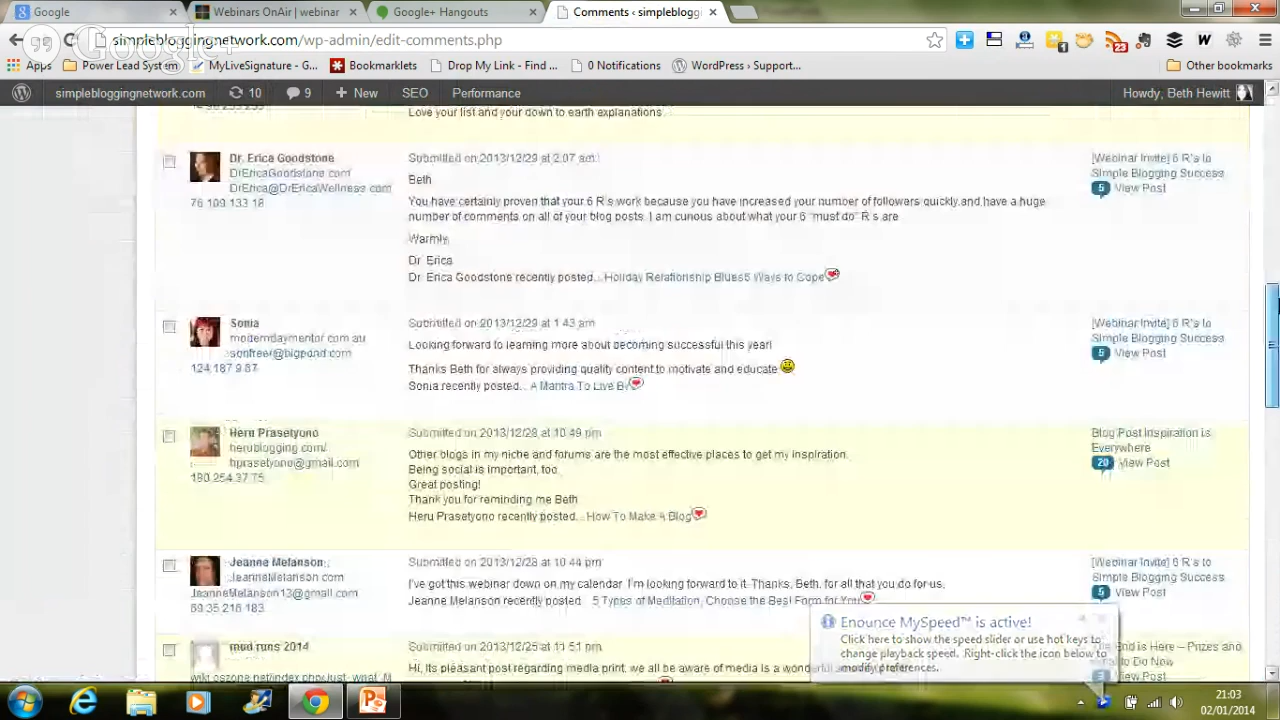 Google
Webinars OnAir | webinar
Google+ Hangouts
Comments ‹ simpleblogging
simplebloggingnetwork.com/wp-admin/edit-comments.php
Google+
23
Apps
Power Lead System
MyLiveSignature - G...
Bookmarklets
Drop My Link - Find ...
0 Notifications
WordPress › Support...
Other bookmarks
simplebloggingnetwork.com
10
9
New
SEO
Performance
Howdy, Beth Hewitt
Love your list and your down to earth explanations
Dr. Erica Goodstone
DrEricaGoodstone.com
DrErica@DrEricaWellness.com
76.109.133.18
Submitted on 2013/12/29 at 2:07 am
Beth
You have certainly proven that your 6 R's work because you have increased your number of followers quickly and have a huge
number of comments on all of your blog posts. I am curious about what your 6 "must do" R's are
Warmly,
Dr. Erica
Dr. Erica Goodstone recently posted...Holiday Relationship Blues5 Ways to Cope
[Webinar Invite] 6 R's to
Simple Blogging Success
5 View Post
Sonia
moderndaymentor.com.au
124.187.9.87
Submitted on 2013/12/29 at 1:43 am
Looking forward to learning more about becoming successful this year!
Thanks Beth for always providing quality content to motivate and educate
Sonia recently posted...A Mantra To Live By
[Webinar Invite] 6 R's to
Simple Blogging Success
5 View Post
Heru Prasetyono
herublogging.com/
hprasetyono@gmail.com
180.254.37.75
Submitted on 2013/12/28 at 10:49 pm
Other blogs in my niche and forums are the most effective places to get my inspiration.
Being social is important, too.
Great posting!
Thank you for reminding me Beth
Heru Prasetyono recently posted...How To Make A Blog
Blog Post Inspiration is
Everywhere
20 View Post
Jeanne Melanson
JeanneMelanson.com
JeanneMelanson13@gmail.com
69.35.216.183
Submitted on 2013/12/28 at 10:44 pm
I've got this webinar down on my calendar. I'm looking forward to it. Thanks, Beth, for all that you do for us.
Jeanne Melanson recently posted...5 Types of Meditation, Choose the Best Form for You
[Webinar Invite] 6 R's to
Simple Blogging Success
5 View Post
mod runs 2014
Submitted on 2013/12/25 at 11:51 pm
Hi, its pleasant post regarding media print, we all be aware of media is a wonderful
End is Here – Prizes and
to Do Now
View Post
Enounce MySpeed™ is active!
Click here to show the speed slider or use hot keys to
change playback speed. Right-click the icon below to
modify preferences.
21:03
02/01/2014